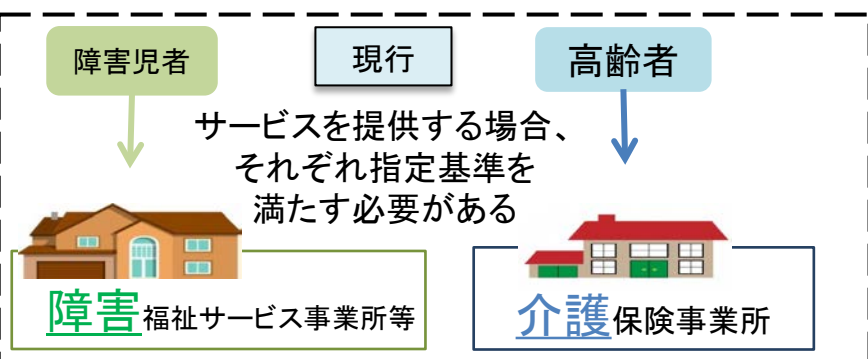 障害児者
現行
高齢者
サービスを提供する場合、
それぞれ指定基準を
満たす必要がある
障害福祉サービス事業所等
介護保険事業所